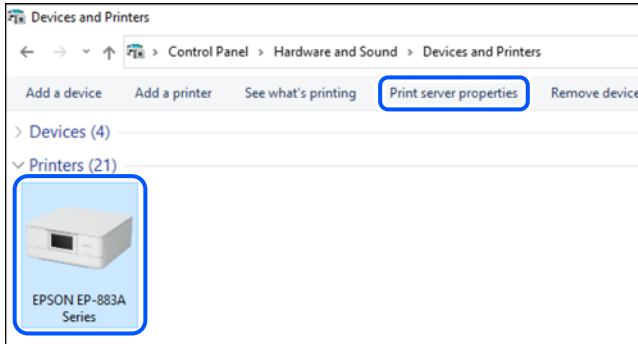 Devices and Printers
Control Panel > Hardware and Sound > Devices and Printers
Add a device Add a printer See what's printing Print server properties Remove device
Devices (4)
Printers (21)
EPSON EP-883A
Series